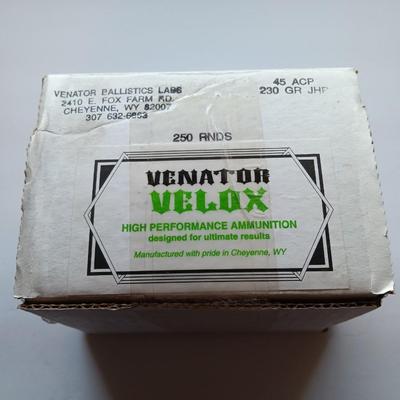 VENATOR BALLISTICS LABS
2410 E. FOX FARM RD.
CHEYENNE, WY 82007
307 632-6863
45 ACP
230 GR JHP
250 RNDS
VENATOR
VELOX
HIGH PERFORMANCE AMMUNITION
designed for ultimate results
Manufactured with pride in Cheyenne, WY